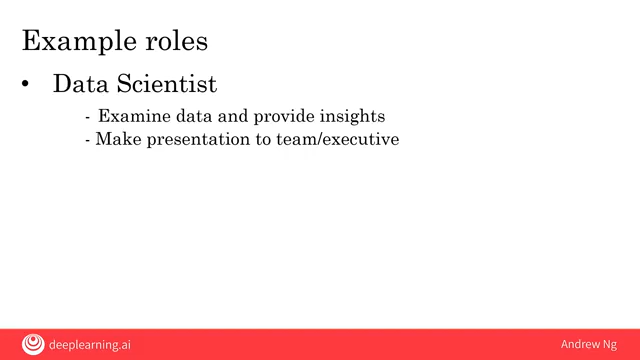 Example roles
• Data Scientist
- Examine data and provide insights
- Make presentation to team/executive
deeplearning.ai
Andrew Ng